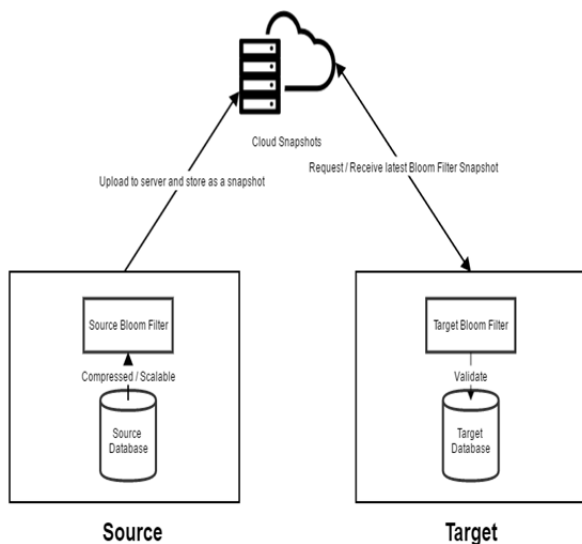 Cloud Snapshots
Upload to server and store as a snapshot
Request / Receive latest Bloom Filter Snapshot
Source Bloom Filter
Compressed / Scalable
Source
Database
Source
Target Bloom Filter
Validate
Target
Database
Target